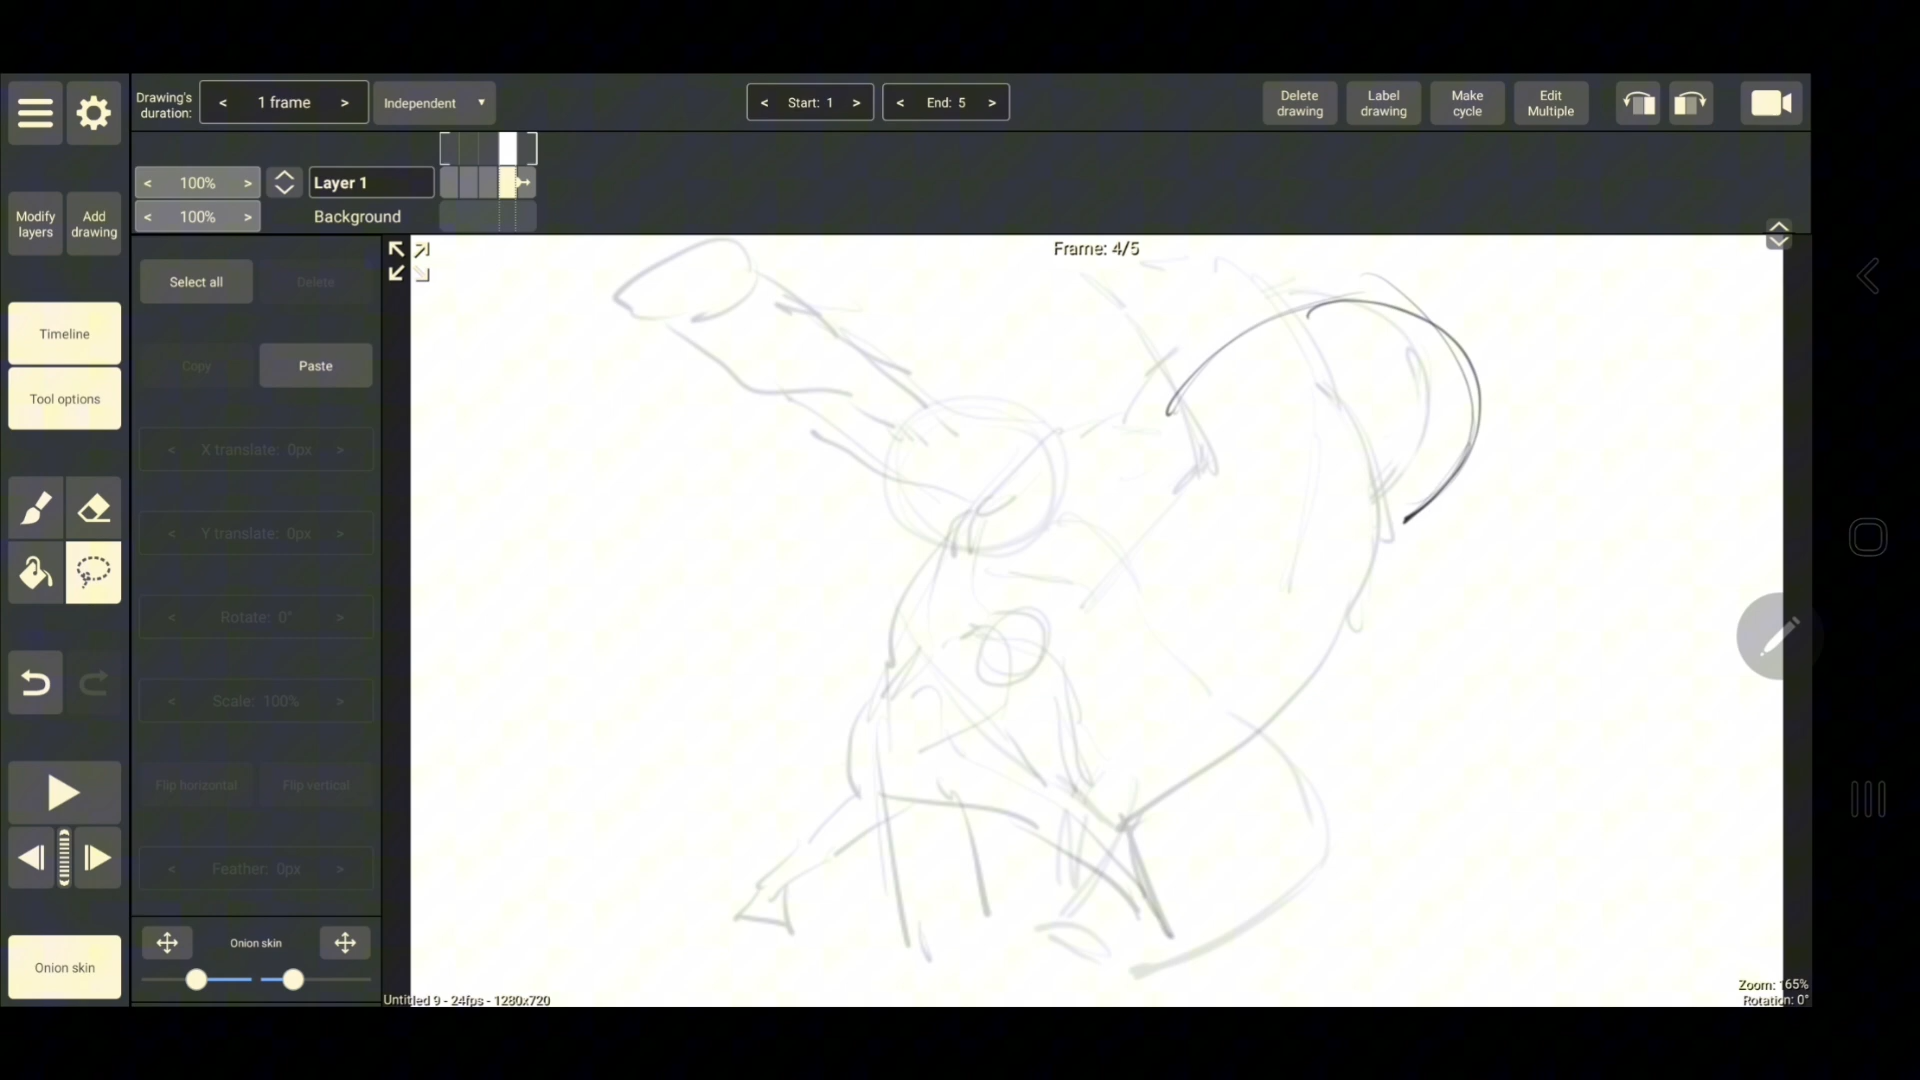 Drawing's
duration:
< 1 frame >
Independent
< Start: 1 >
< End: 5 >
Delete
drawing
Label
drawing
Make
cycle
Edit
Multiple
< 100% >
Layer 1
< 100% >
Background
Modify
layers
Add
drawing
Frame: 4/5
Select all
Delete
Timeline
Copy
Paste
Tool options
< X translate: 0px >
< Y translate: 0px >
< Rotate: 0° >
< Scale: 100% >
Flip horizontal
Flip vertical
< Feather: 0px >
Onion skin
Onion skin
Untitled 9 - 24fps - 1280x720
Zoom: 165%
Rotation: 0°